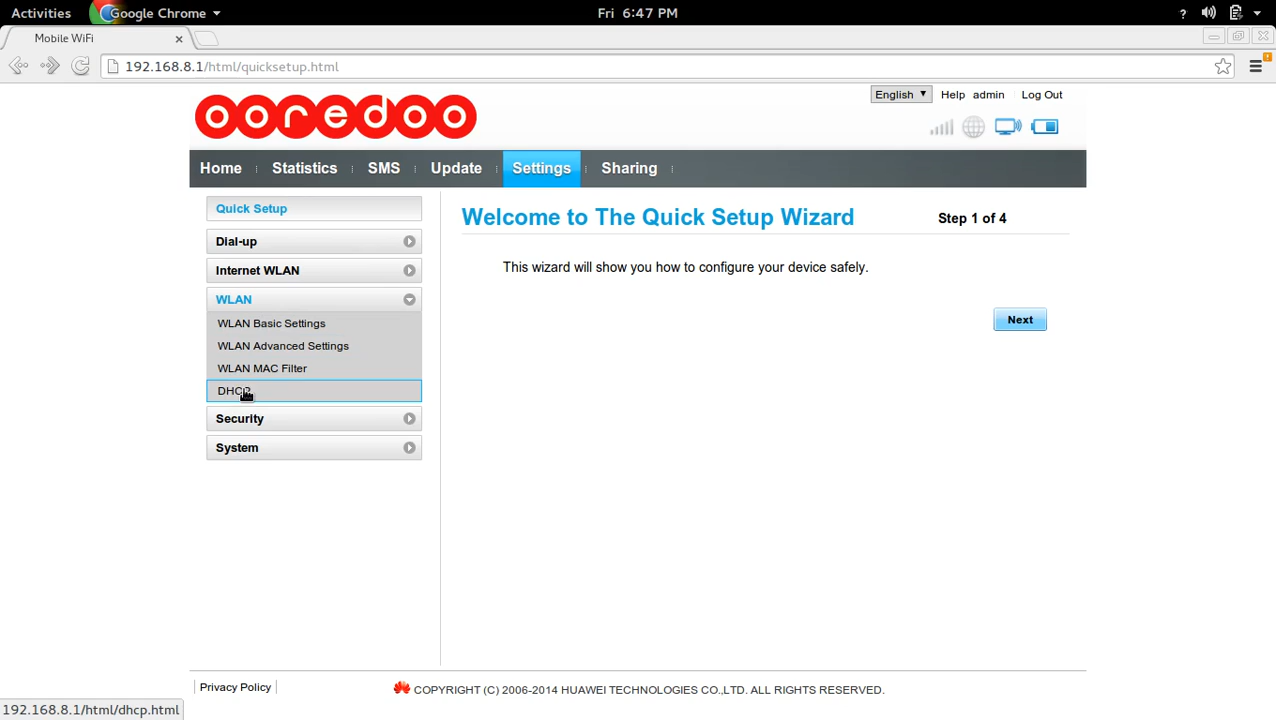 Activities
Google Chrome
Fri 6:47 PM
?
Mobile WiFi
192.168.8.1/html/quicksetup.html
English
Help
admin
Log Out
ooredoo
Home
Statistics
SMS
Update
Settings
Sharing
Quick Setup
Dial-up
Internet WLAN
WLAN
WLAN Basic Settings
WLAN Advanced Settings
WLAN MAC Filter
DHCP
Security
System
Welcome to The Quick Setup Wizard
Step 1 of 4
This wizard will show you how to configure your device safely.
Next
Privacy Policy
COPYRIGHT (C) 2006-2014 HUAWEI TECHNOLOGIES CO.,LTD. ALL RIGHTS RESERVED.
192.168.8.1/html/dhcp.html